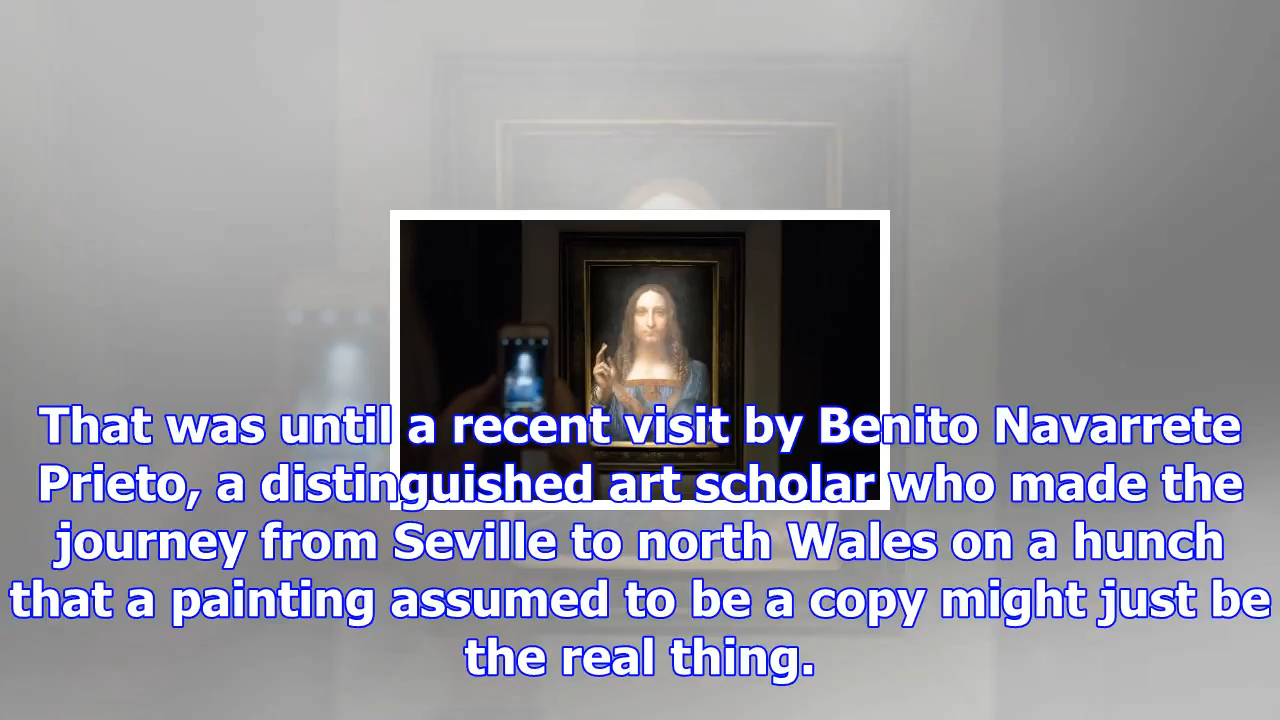 That was until a recent visit by Benito Navarrete
Prieto, a distinguished art scholar who made the
journey from Seville to north Wales on a hunch
that a painting assumed to be a copy might just be
the real thing.